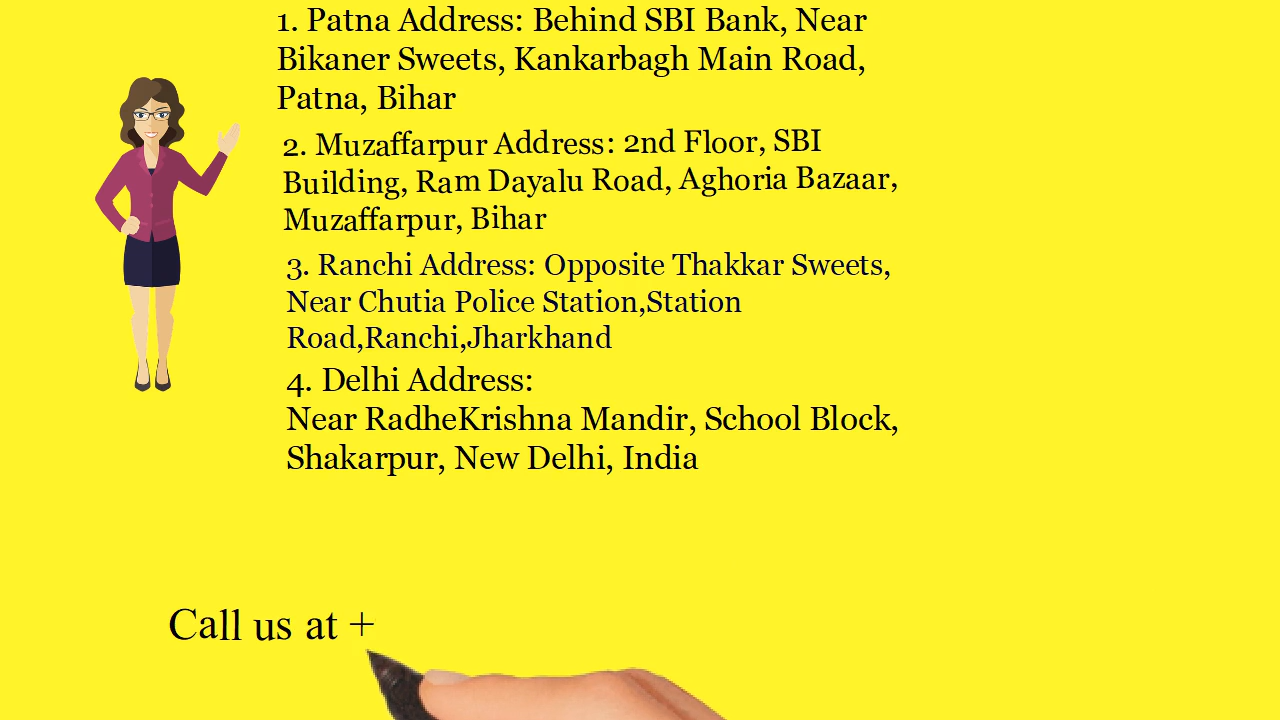 1. Patna Address: Behind SBI Bank, Near
Bikaner Sweets, Kankarbagh Main Road,
Patna, Bihar
2. Muzaffarpur Address: 2nd Floor, SBI
Building, Ram Dayalu Road, Aghoria Bazaar,
Muzaffarpur, Bihar
3. Ranchi Address: Opposite Thakkar Sweets,
Near Chutia Police Station,Station
Road,Ranchi,Jharkhand
4. Delhi Address:
Near RadheKrishna Mandir, School Block,
Shakarpur, New Delhi, India
Call us at +